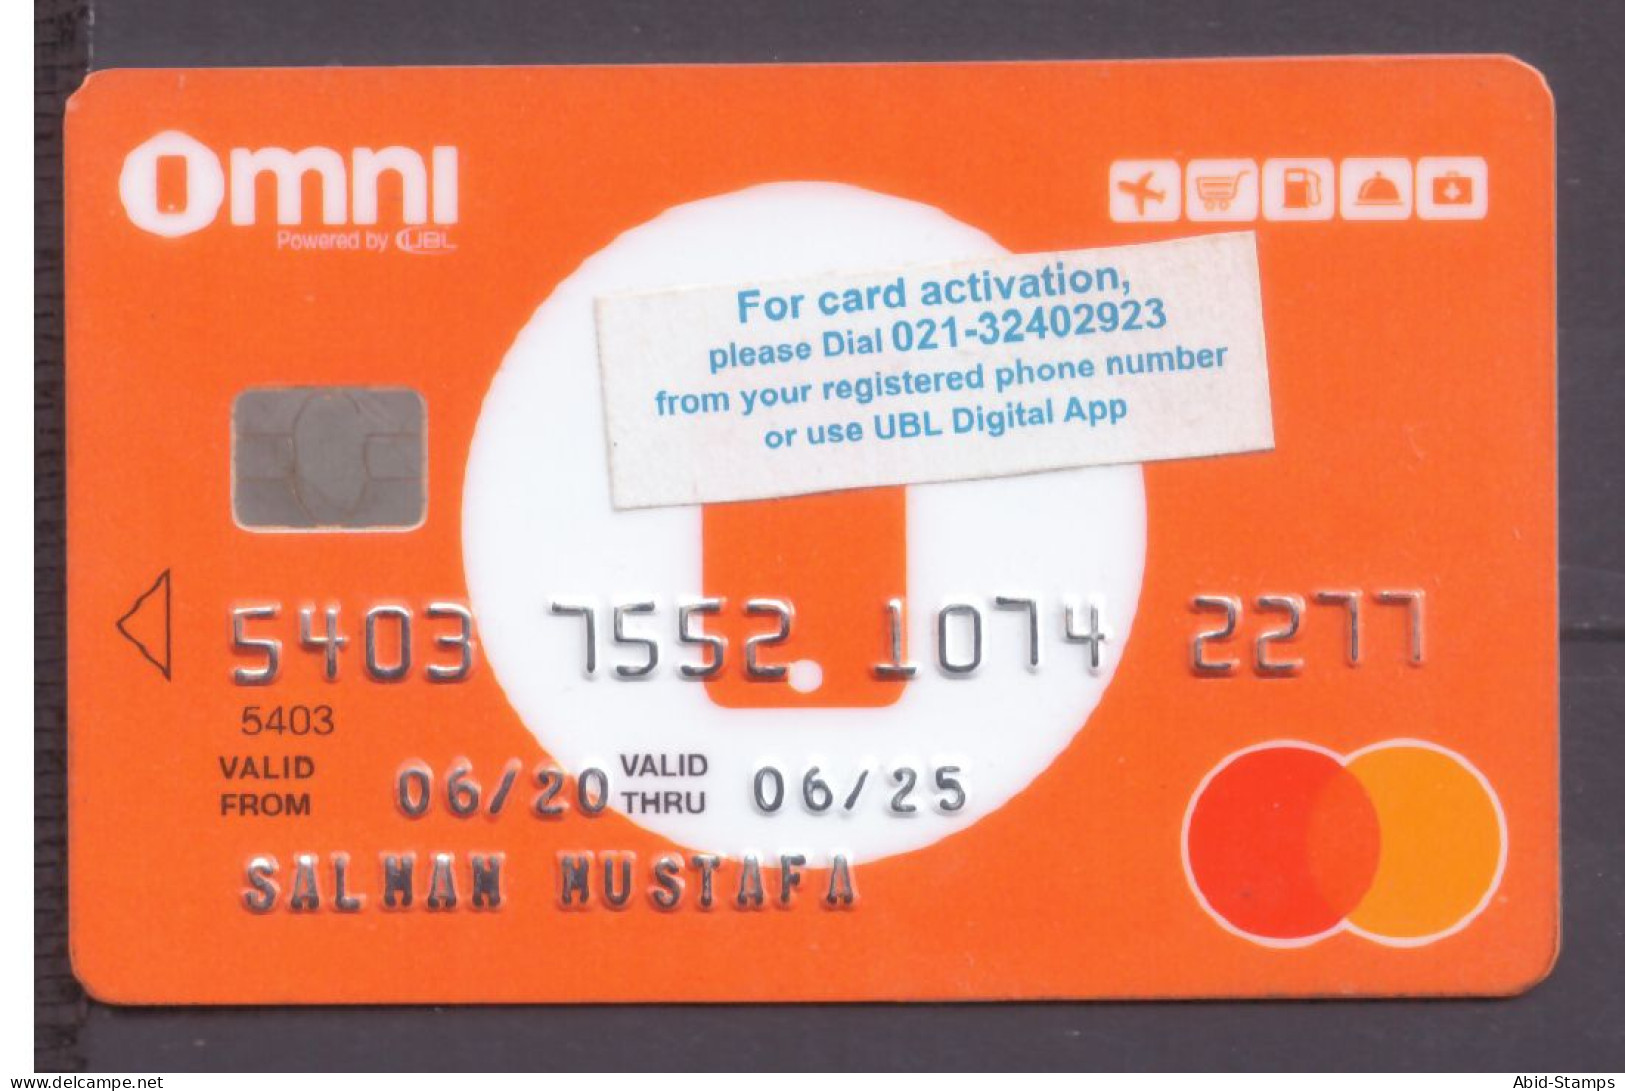 Omni
Powered by UBL
For card activation,
please Dial 021-32402923
from your registered phone number
or use UBL Digital App
5403 7552 1074 2277
5403
VALID FROM 06/20 VALID THRU 06/25
SALMAN MUSTAFA
www.delcampe.net
Abid-Stamps